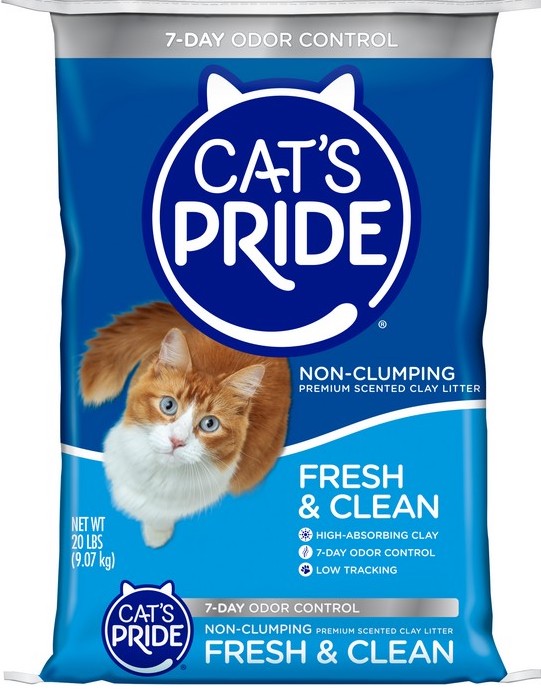 7-DAY ODOR CONTROL
CAT'S
PRIDE
®
NON-CLUMPING
PREMIUM SCENTED CLAY LITTER
FRESH
& CLEAN
HIGH-ABSORBING CLAY
7-DAY ODOR CONTROL
LOW TRACKING
NET WT
20 LBS
(9.07 kg)
CAT'S
PRIDE
7-DAY ODOR CONTROL
NON-CLUMPING PREMIUM SCENTED CLAY LITTER
FRESH & CLEAN